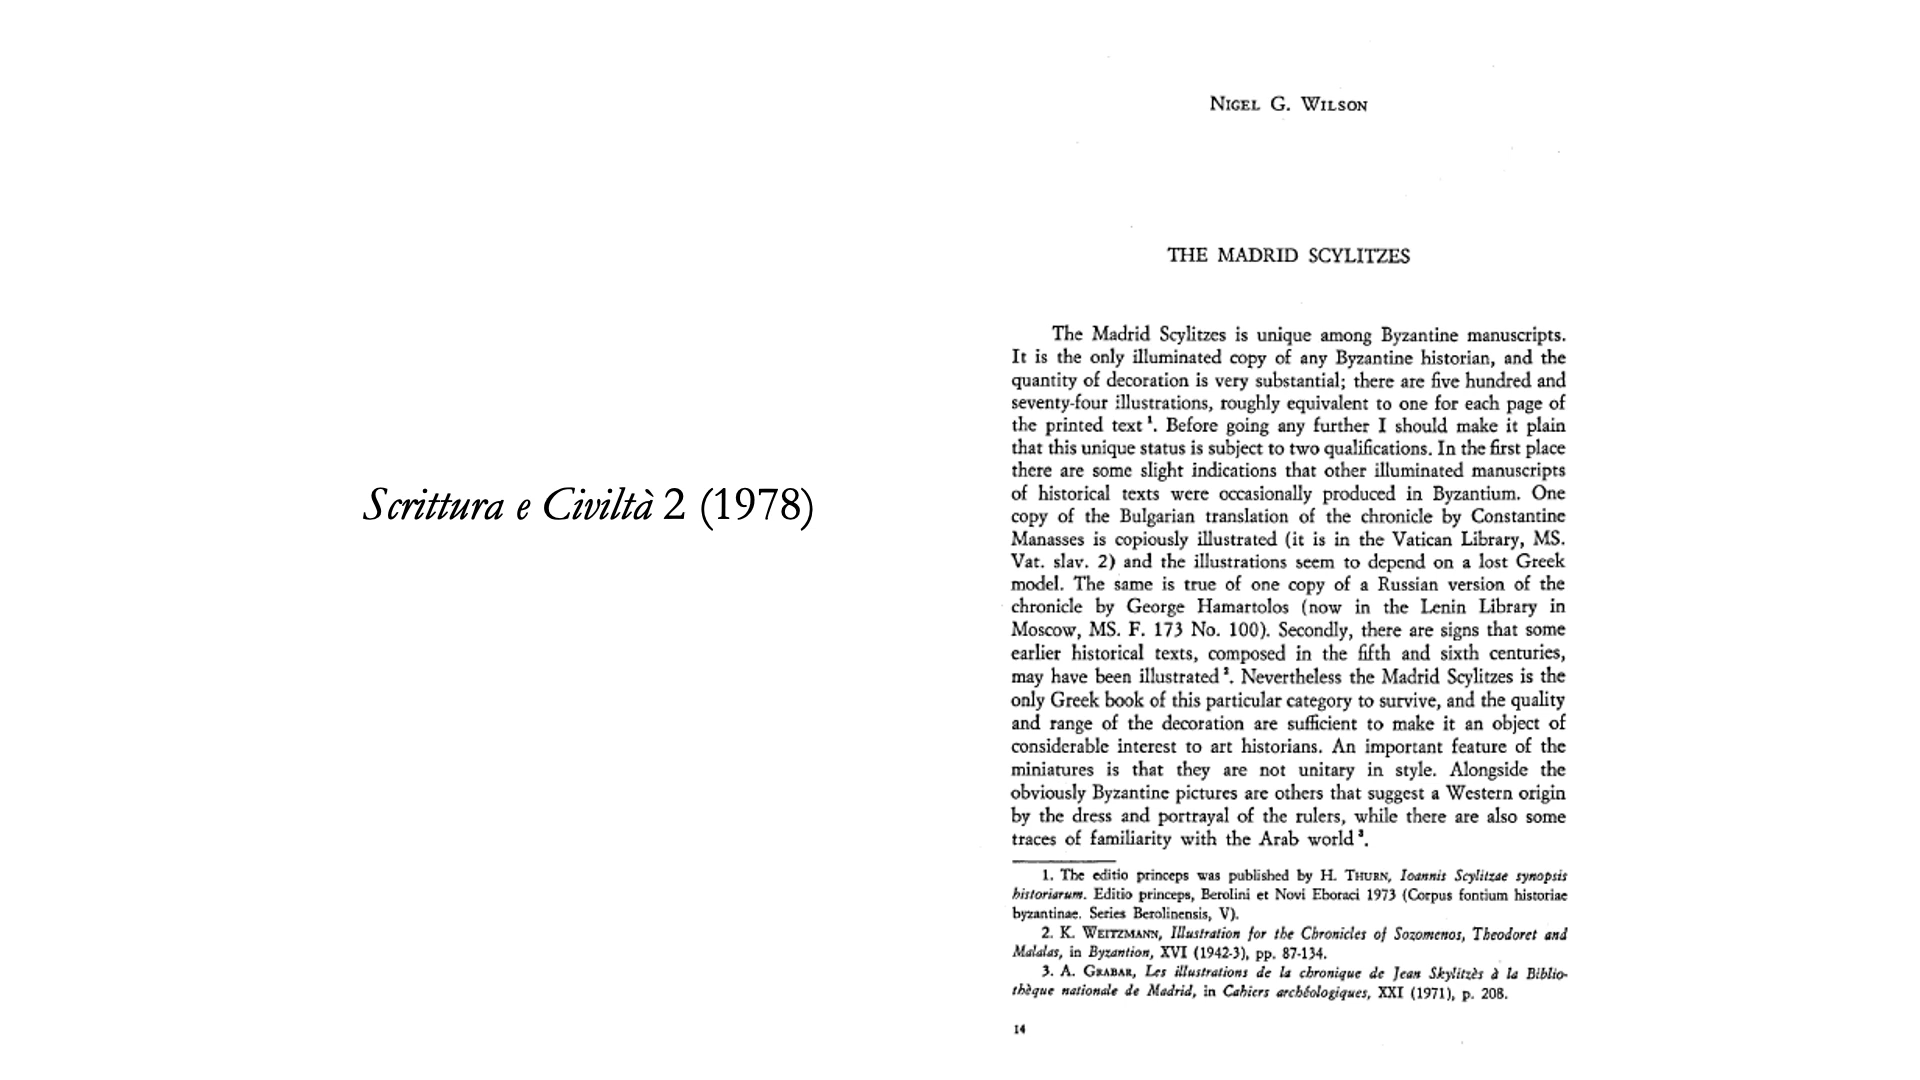 Scrittura e Civiltà 2 (1978)
NIGEL G. WILSON
THE MADRID SCYLITZES
The Madrid Scylitzes is unique among Byzantine manuscripts.
It is the only illuminated copy of any Byzantine historian, and the
quantity of decoration is very substantial; there are five hundred and
seventy-four illustrations, roughly equivalent to one for each page of
the printed text ¹. Before going any further I should make it plain
that this unique status is subject to two qualifications. In the first place
there are some slight indications that other illuminated manuscripts
of historical texts were occasionally produced in Byzantium. One
copy of the Bulgarian translation of the chronicle by Constantine
Manasses is copiously illustrated (it is in the Vatican Library, MS.
Vat. slav. 2) and the illustrations seem to depend on a lost Greek
model. The same is true of one copy of a Russian version of the
chronicle by George Hamartolos (now in the Lenin Library in
Moscow, MS. F. 173 No. 100). Secondly, there are signs that some
earlier historical texts, composed in the fifth and sixth centuries,
may have been illustrated ². Nevertheless the Madrid Scylitzes is the
only Greek book of this particular category to survive, and the quality
and range of the decoration are sufficient to make it an object of
considerable interest to art historians. An important feature of the
miniatures is that they are not unitary in style. Alongside the
obviously Byzantine pictures are others that suggest a Western origin
by the dress and portrayal of the rulers, while there are also some
traces of familiarity with the Arab world ³.
1. The editio princeps was published by H. THURN, Ioannis Scylitzae synopsis
historiarum. Editio princeps, Berolini et Novi Eboraci 1973 (Corpus fontium historiae
byzantinae. Series Berolinensis, V).
2. K. WEITZMANN, Illustration for the Chronicles of Sozomenos, Theodoret and
Malalas, in Byzantion, XVI (1942-3), pp. 87-134.
3. A. GRABAR, Les illustrations de la chronique de Jean Skylitzès à la Biblio-
thèque nationale de Madrid, in Cahiers archéologiques, XXI (1971), p. 208.
14